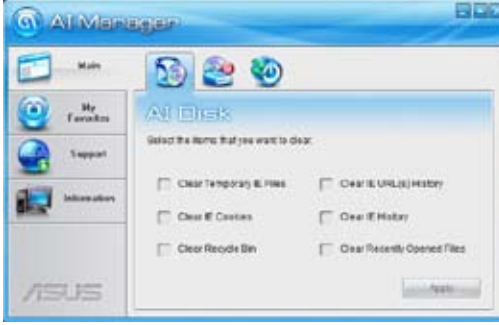 AI Manager
Main
My Favorites
Support
Information
AI Disk
Select the items that you want to clear:
Clear Temporary IE Files
Clear IE URL(s) History
Clear IE Cookies
Clear IE History
Clear Recycle Bin
Clear Recently Opened Files
Apply
ASUS